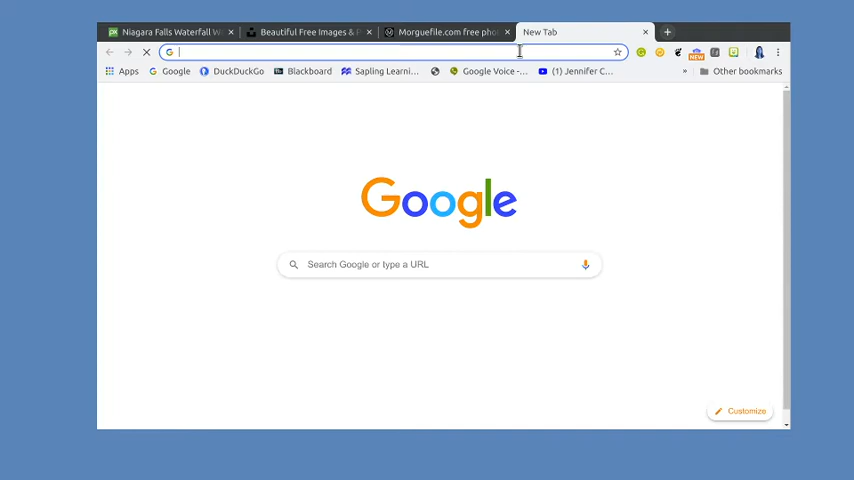 Niagara Falls Waterfall W
Beautiful Free Images & P
Morguefile.com free phot
New Tab
Apps
Google
DuckDuckGo
Blackboard
Sapling Learni...
Google Voice -...
(1) Jennifer C...
»
Other bookmarks
Google
Search Google or type a URL
Customize